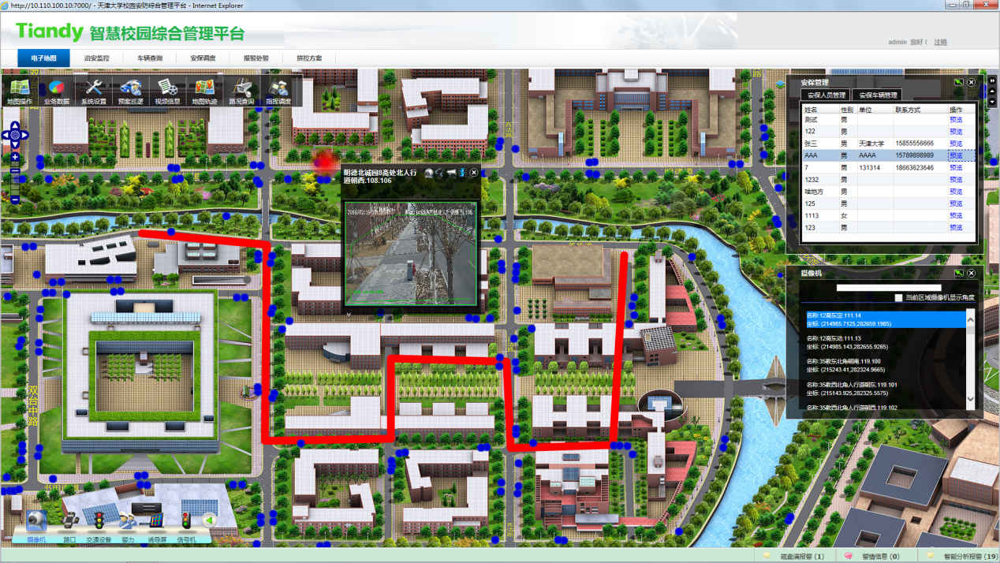 http://10.110.100.10:7000/ - 天津大学校园安防综合管理平台 - Internet Explorer
Tiandy 智慧校园综合管理平台
admin 您好！ 注销
电子地图 治安监控 车辆查询 安保调度 报警处警 拼控方案
地图操作 业务数据 系统设置 预案巡逻 视频信息 地图轨迹 路况查询 指挥调度
安保管理
安保人员管理 安保车辆管理
姓名 性别 单位 联系方式 操作
测试 男 预览
122 男 预览
张三 男 天津大学 15855556666 预览
AAA 男 AAAA 15789898989 预览
7 男 131314 18663623646 预览
1232 男 预览
啥地方 男 预览
125 男 预览
1113 女 预览
123 男 预览
明德北诚园8斋处北人行
道朝西.108.106
摄像机
当前区域摄像机显示角度
名称:12斋东定.111.14
坐标: (214985.7125,282659.1985)
名称:12斋东动.111.13
坐标: (214985.143,282655.9265)
名称:35教东北角朝南.119.100
坐标: (215243.41,282324.9665)
名称:35教西北角人行道朝东.119.101
坐标: (215143.925,282325.5575)
名称:35教西北角人行道朝西.119.102
双台中路
摄像机 路口 交通设备 警力 诱导屏 信号机
磁盘满报警 (1) 警情信息 (0) 智能分析报警 (19)